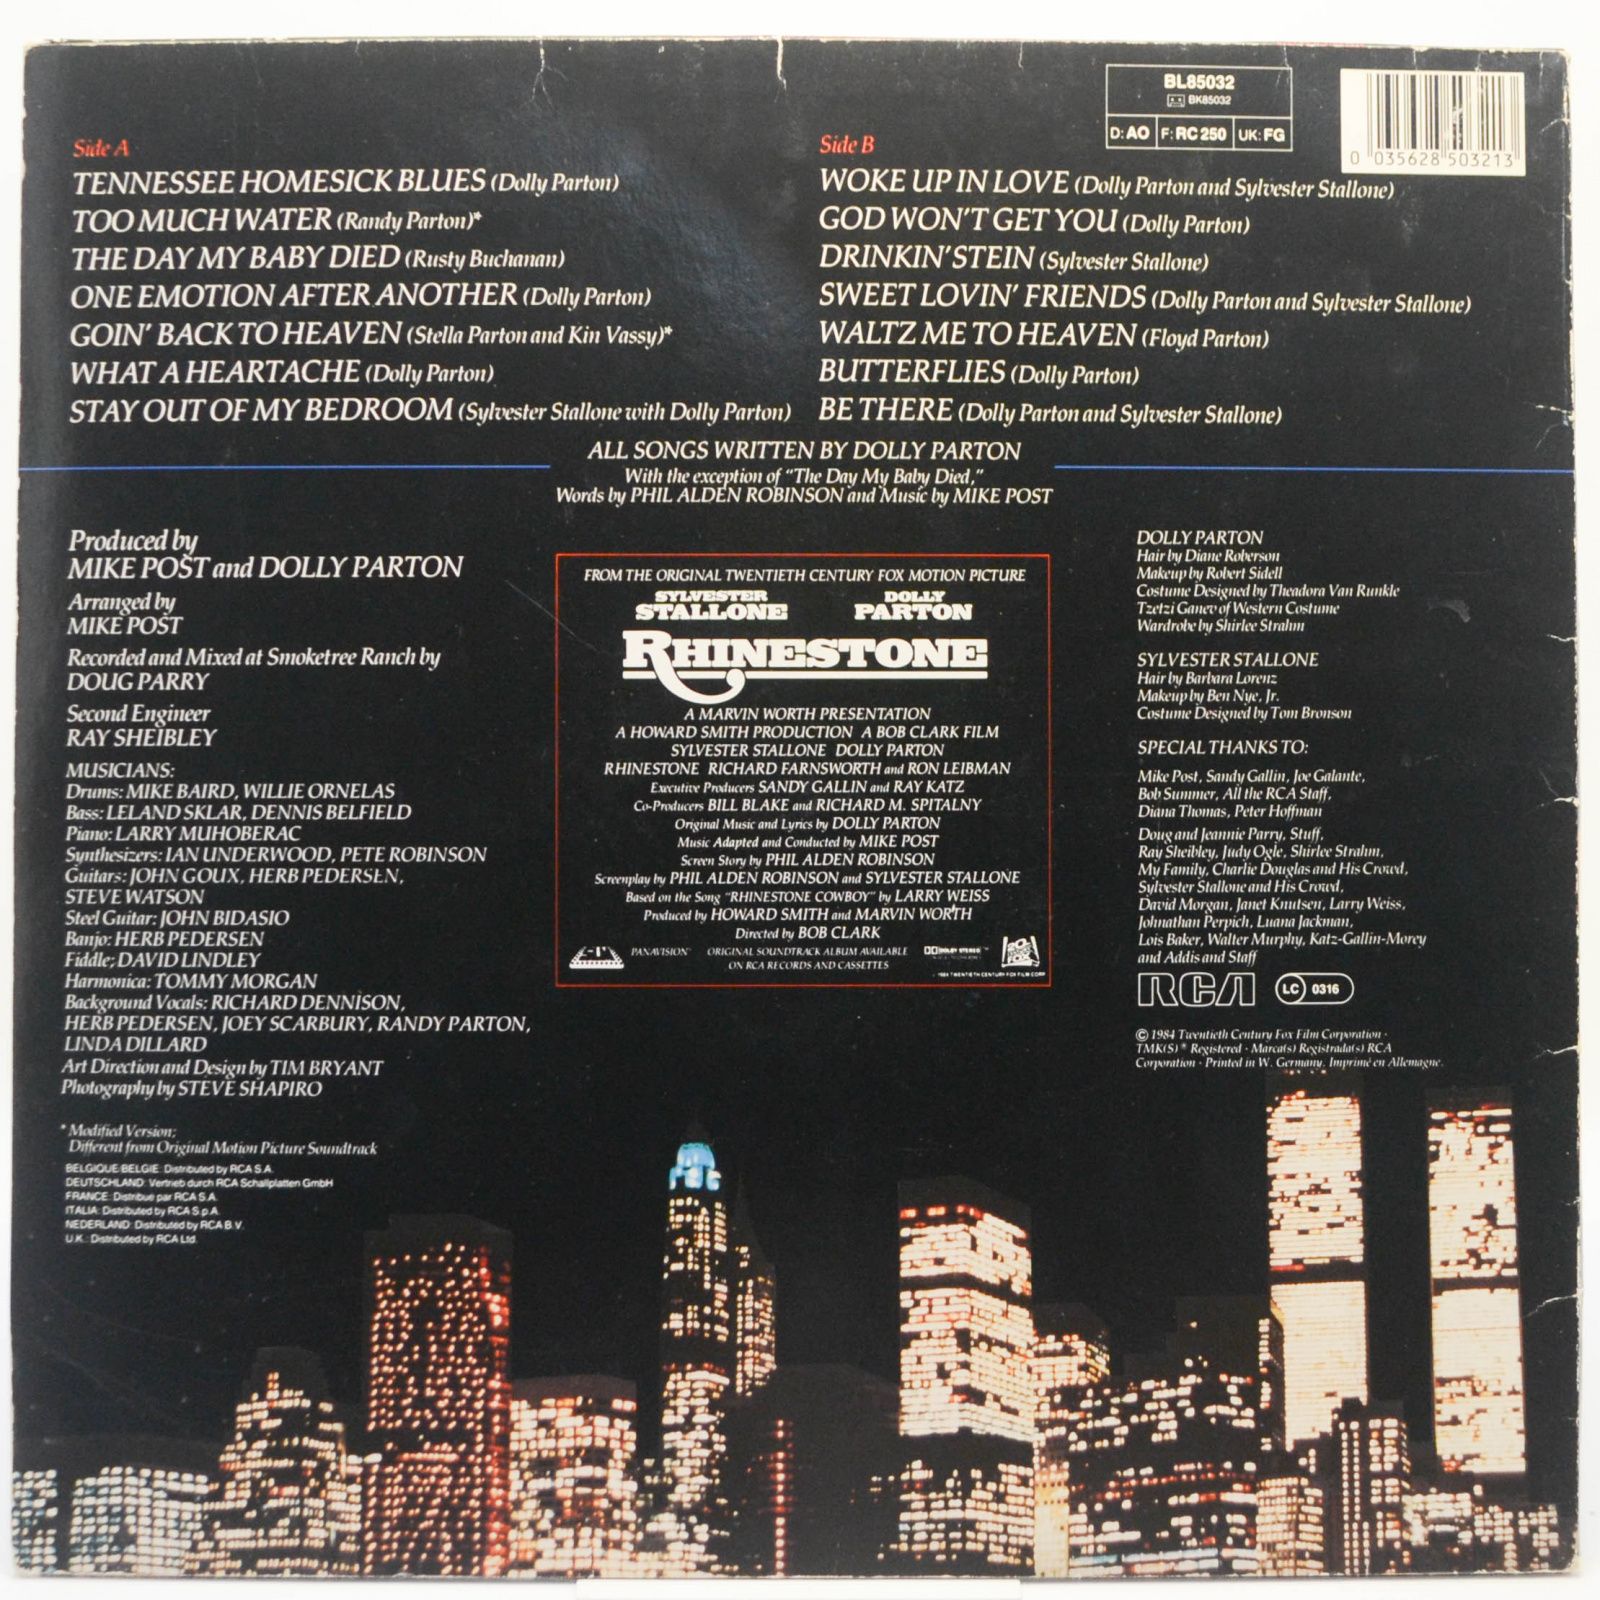 BL85032
BK85032
D: AO F: RC 250 UK: FG
0 035628 503213
Side A
TENNESSEE HOMESICK BLUES (Dolly Parton)
TOO MUCH WATER (Randy Parton)*
THE DAY MY BABY DIED (Rusty Buchanan)
ONE EMOTION AFTER ANOTHER (Dolly Parton)
GOIN' BACK TO HEAVEN (Stella Parton and Kin Vassy)*
WHAT A HEARTACHE (Dolly Parton)
STAY OUT OF MY BEDROOM (Sylvester Stallone with Dolly Parton)
Side B
WOKE UP IN LOVE (Dolly Parton and Sylvester Stallone)
GOD WON'T GET YOU (Dolly Parton)
DRINKIN' STEIN (Sylvester Stallone)
SWEET LOVIN' FRIENDS (Dolly Parton and Sylvester Stallone)
WALTZ ME TO HEAVEN (Floyd Parton)
BUTTERFLIES (Dolly Parton)
BE THERE (Dolly Parton and Sylvester Stallone)
ALL SONGS WRITTEN BY DOLLY PARTON
With the exception of "The Day My Baby Died,"
Words by PHIL ALDEN ROBINSON and Music by MIKE POST
Produced by
MIKE POST and DOLLY PARTON
Arranged by
MIKE POST
Recorded and Mixed at Smoketree Ranch by
DOUG PARRY
Second Engineer
RAY SHEIBLEY
MUSICIANS:
Drums: MIKE BAIRD, WILLIE ORNELAS
Bass: LELAND SKLAR, DENNIS BELFIELD
Piano: LARRY MUHOBERAC
Synthesizers: IAN UNDERWOOD, PETE ROBINSON
Guitars: JOHN GOUX, HERB PEDERSEN,
STEVE WATSON
Steel Guitar: JOHN BIDASIO
Banjo: HERB PEDERSEN
Fiddle; DAVID LINDLEY
Harmonica: TOMMY MORGAN
Background Vocals: RICHARD DENNISON,
HERB PEDERSEN, JOEY SCARBURY, RANDY PARTON,
LINDA DILLARD
Art Direction and Design by TIM BRYANT
Photography by STEVE SHAPIRO
* Modified Version;
Different from Original Motion Picture Soundtrack
BELGIQUE/BELGIE: Distributed by RCA S.A.
DEUTSCHLAND: Vertrieb durch RCA Schallplatten GmbH
FRANCE: Distribue par RCA S.A.
ITALIA: Distributed by RCA S.p.A.
NEDERLAND: Distributed by RCA B.V.
U.K.: Distributed by RCA Ltd.
FROM THE ORIGINAL TWENTIETH CENTURY FOX MOTION PICTURE
SYLVESTER STALLONE DOLLY PARTON
RHINESTONE
A MARVIN WORTH PRESENTATION
A HOWARD SMITH PRODUCTION A BOB CLARK FILM
SYLVESTER STALLONE DOLLY PARTON
RHINESTONE RICHARD FARNSWORTH and RON LEIBMAN
Executive Producers SANDY GALLIN and RAY KATZ
Co-Producers BILL BLAKE and RICHARD M. SPITALNY
Original Music and Lyrics by DOLLY PARTON
Music Adapted and Conducted by MIKE POST
Screen Story by PHIL ALDEN ROBINSON
Screenplay by PHIL ALDEN ROBINSON and SYLVESTER STALLONE
Based on the Song "RHINESTONE COWBOY" by LARRY WEISS
Produced by HOWARD SMITH and MARVIN WORTH
Directed by BOB CLARK
PANAVISION® ORIGINAL SOUNDTRACK ALBUM AVAILABLE
ON RCA RECORDS AND CASSETTES
DOLBY STEREO
20th CENTURY FOX
1984 TWENTIETH CENTURY FOX FILM CORP
DOLLY PARTON
Hair by Diane Roberson
Makeup by Robert Sidell
Costume Designed by Theadora Van Runkle
Tzetzi Ganev of Western Costume
Wardrobe by Shirlee Strahm
SYLVESTER STALLONE
Hair by Barbara Lorenz
Makeup by Ben Nye, Jr.
Costume Designed by Tom Bronson
SPECIAL THANKS TO:
Mike Post, Sandy Gallin, Joe Galante,
Bob Summer, All the RCA Staff,
Diana Thomas, Peter Hoffman
Doug and Jeannie Parry, Stuff,
Ray Sheibley, Judy Ogle, Shirlee Strahm,
My Family, Charlie Douglas and His Crowd,
Sylvester Stallone and His Crowd,
David Morgan, Janet Knutsen, Larry Weiss,
Johnathan Perpich, Luana Jackman,
Lois Baker, Walter Murphy, Katz-Gallin-Morey
and Addis and Staff
RCA LC 0316
© 1984 Twentieth Century Fox Film Corporation ·
TMK(S) ® Registered · Marca(s) Registrada(s) RCA
Corporation · Printed in W. Germany. Imprimé en Allemagne.